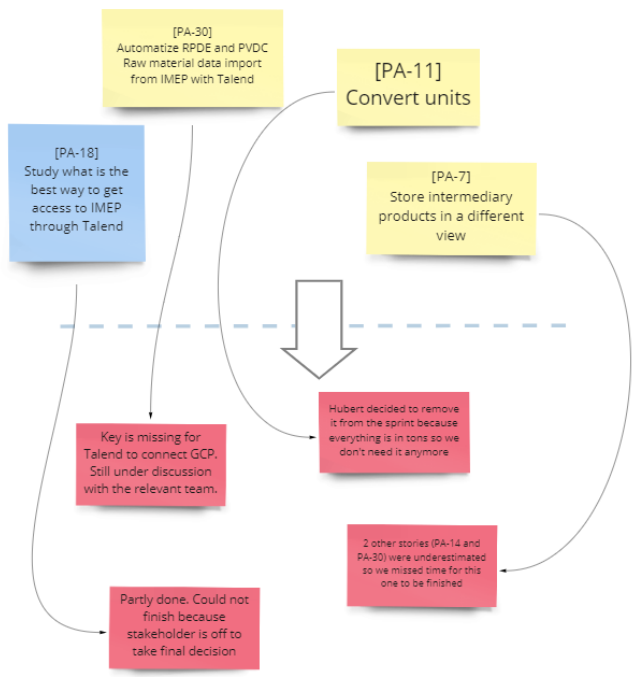 [PA-30]
Automatize RPDE and PVDC
Raw material data import
from IMEP with Talend
[PA-11]
Convert units
[PA-18]
Study what is the
best way to get
access to IMEP
through Talend
[PA-7]
Store intermediary
products in a different
view
Hubert decided to remove
it from the sprint because
everything is in tons so we
don't need it anymore
Key is missing for
Talend to connect GCP.
Still under discussion
with the relevant team.
2 other stories (PA-14 and
PA-30) were underestimated
so we missed time for this
one to be finished
Partly done. Could not
finish because
stakeholder is off to
take final decision